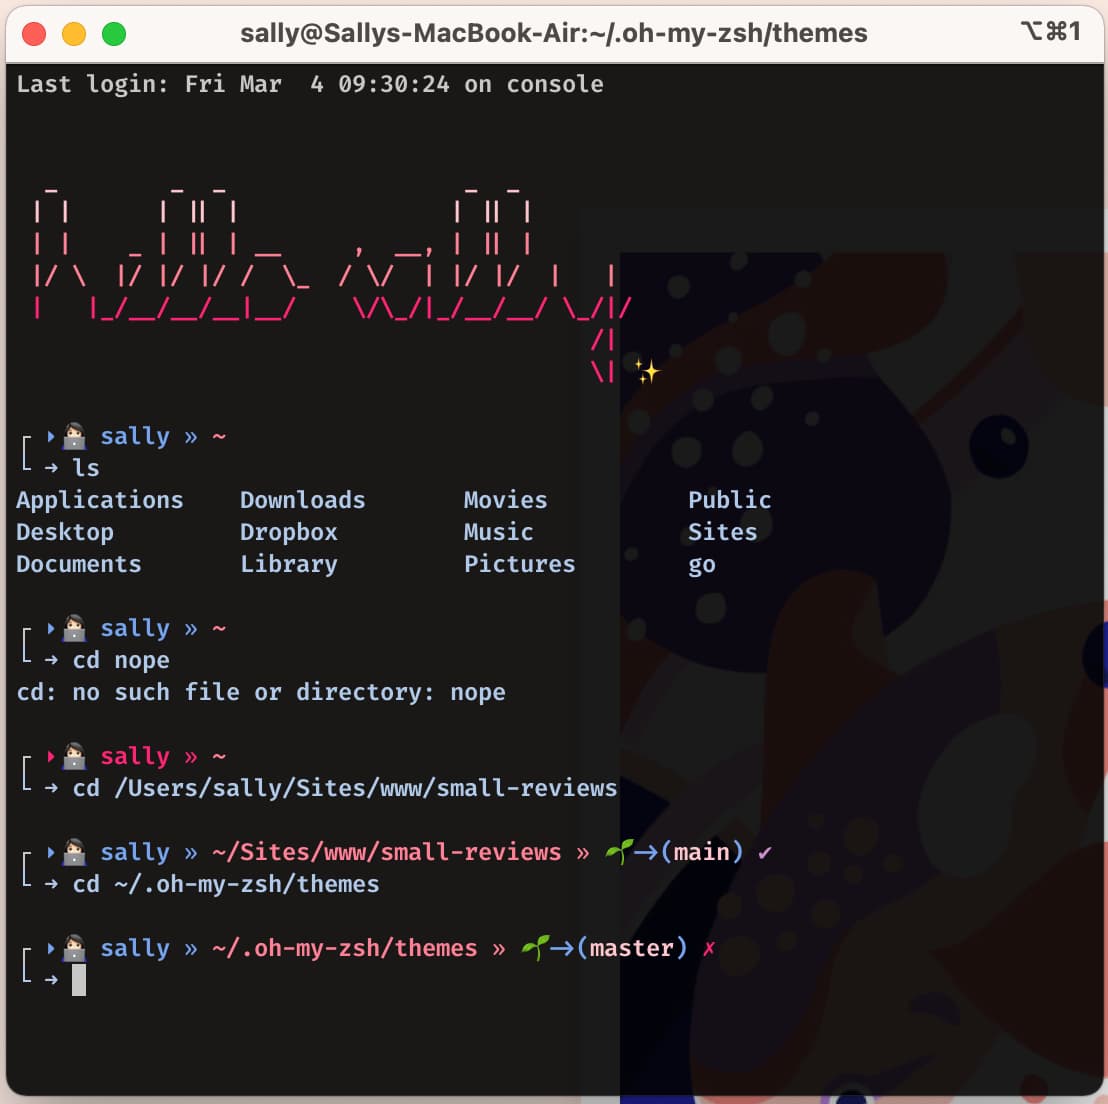 sally@Sallys-MacBook-Air:~/.oh-my-zsh/themes ⌥⌘1
Last login: Fri Mar  4 09:30:24 on console
hello sally ✨
sally » ~
→ ls
Applications    Downloads       Movies          Public
Desktop         Dropbox         Music           Sites
Documents       Library         Pictures        go
sally » ~
→ cd nope
cd: no such file or directory: nope
sally » ~
→ cd /Users/sally/Sites/www/small-reviews
sally » ~/Sites/www/small-reviews » 🌱→(main) ✔
→ cd ~/.oh-my-zsh/themes
sally » ~/.oh-my-zsh/themes » 🌱→(master) ✗
→